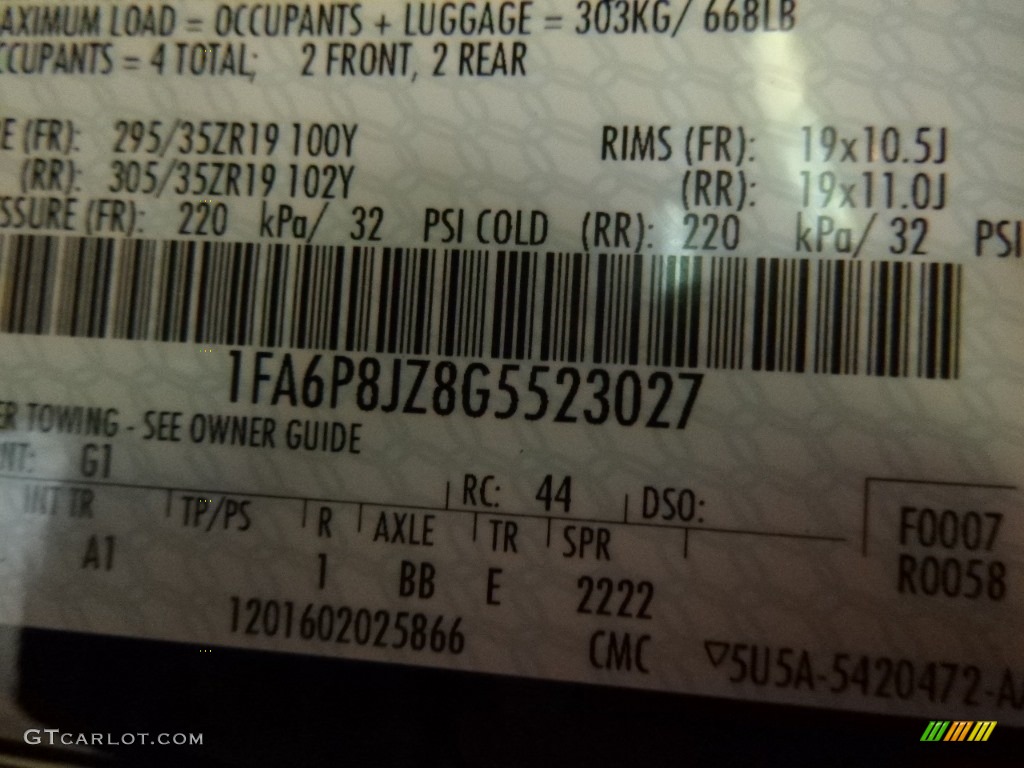 AXIMUM LOAD = OCCUPANTS + LUGGAGE = 303KG/ 668LB
CCUPANTS = 4 TOTAL; 2 FRONT, 2 REAR
E (FR): 295/35ZR19 100Y RIMS (FR): 19x10.5J
(RR): 305/35ZR19 102Y (RR): 19x11.0J
SSURE (FR): 220 kPa/ 32 PSI COLD (RR): 220 kPa/ 32 PSI
1FA6P8JZ8G5523027
ER TOWING - SEE OWNER GUIDE
NT: G1
RC: 44 DSO:
INT TR TP/PS R AXLE TR SPR F0007
A1 1 BB E 2222 R0058
1201602025866 CMC ▽5U5A-5420472-AA
GTCARLOT.COM